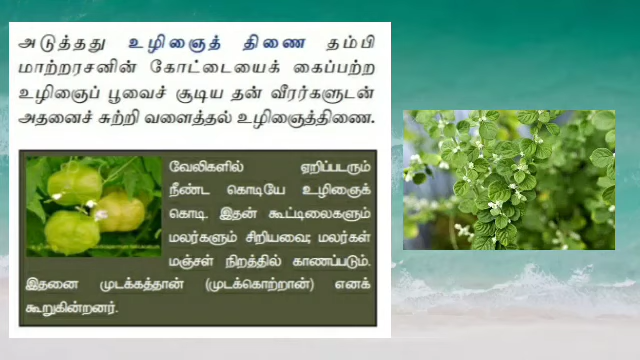 அடுத்தது உழிஞைத் திணை தம்பி
மாற்றரசனின் கோட்டையைக் கைப்பற்ற
உழிஞைப் பூவைச் சூடிய தன் வீரர்களுடன்
அதனைச் சுற்றி வளைத்தல் உழிஞைத்திணை.
வேலிகளில் ஏறிப்படரும்
நீண்ட கொடியே உழிஞைக்
கொடி. இதன் கூட்டிலைகளும்
மலர்களும் சிறியவை; மலர்கள்
மஞ்சள் நிறத்தில் காணப்படும்.
இதனை முடக்கத்தான் (முடக்கொற்றான்) எனக்
கூறுகின்றனர்.